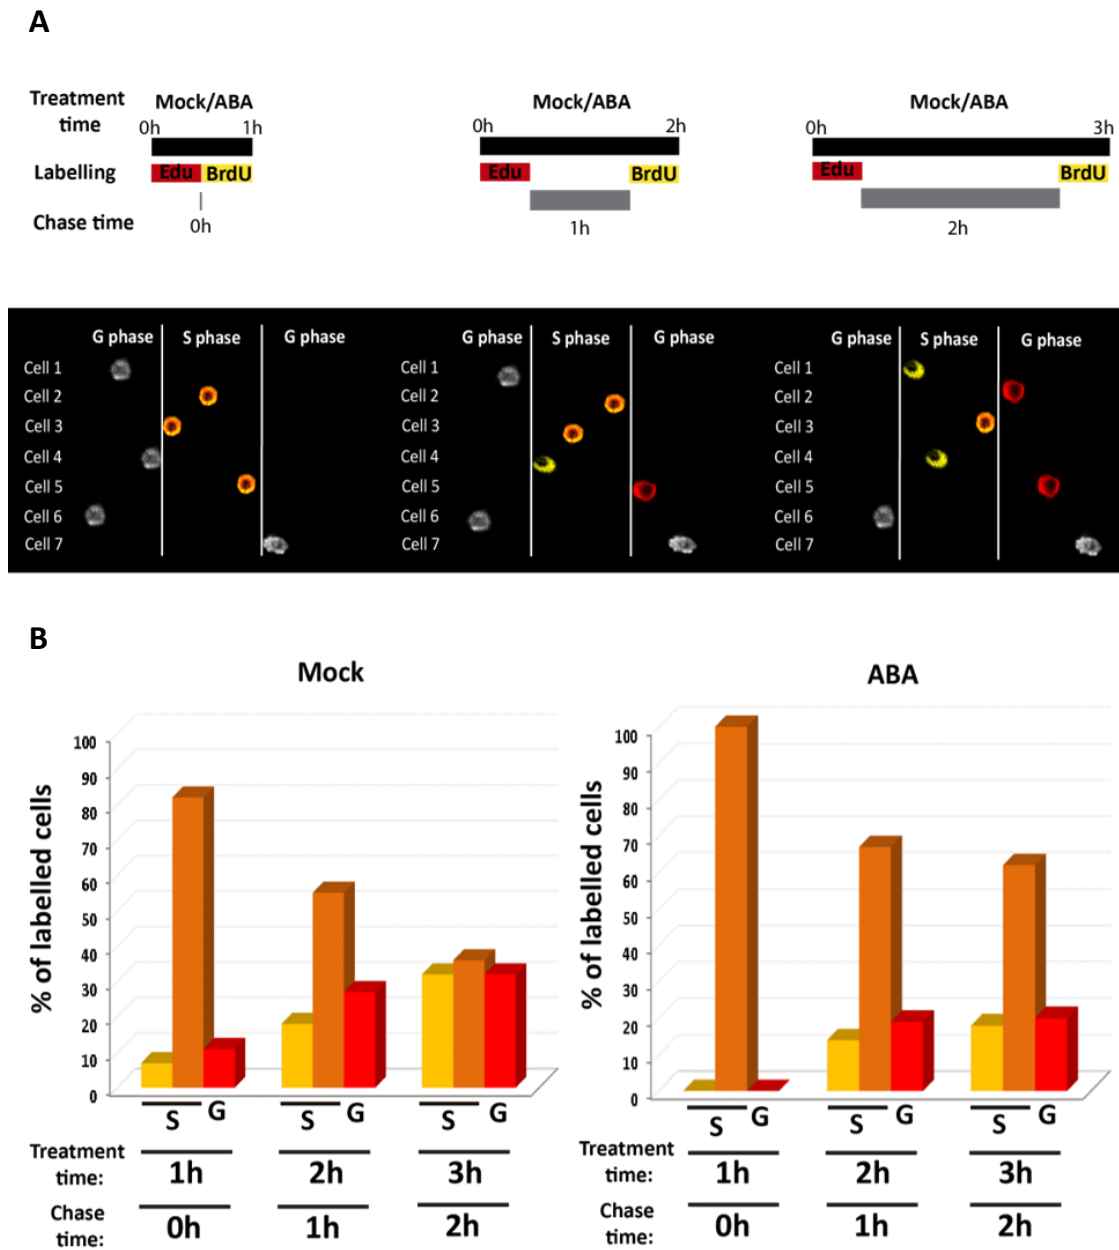 A
Treatment time
Mock/ABA
0h 1h
Mock/ABA
0h 2h
Mock/ABA
0h 3h
Labelling
Edu BrdU
Edu BrdU
Edu BrdU
Chase time
0h
1h
2h
G phase S phase G phase
Cell 1
Cell 2
Cell 3
Cell 4
Cell 5
Cell 6
Cell 7
G phase S phase G phase
Cell 1
Cell 2
Cell 3
Cell 4
Cell 5
Cell 6
Cell 7
G phase S phase G phase
Cell 1
Cell 2
Cell 3
Cell 4
Cell 5
Cell 6
Cell 7
B
Mock
% of labelled cells
100
90
80
70
60
50
40
30
20
10
0
S G S G S G
Treatment time: 1h 2h 3h
Chase time: 0h 1h 2h
ABA
% of labelled cells
100
90
80
70
60
50
40
30
20
10
0
S G S G S G
Treatment time: 1h 2h 3h
Chase time: 0h 1h 2h